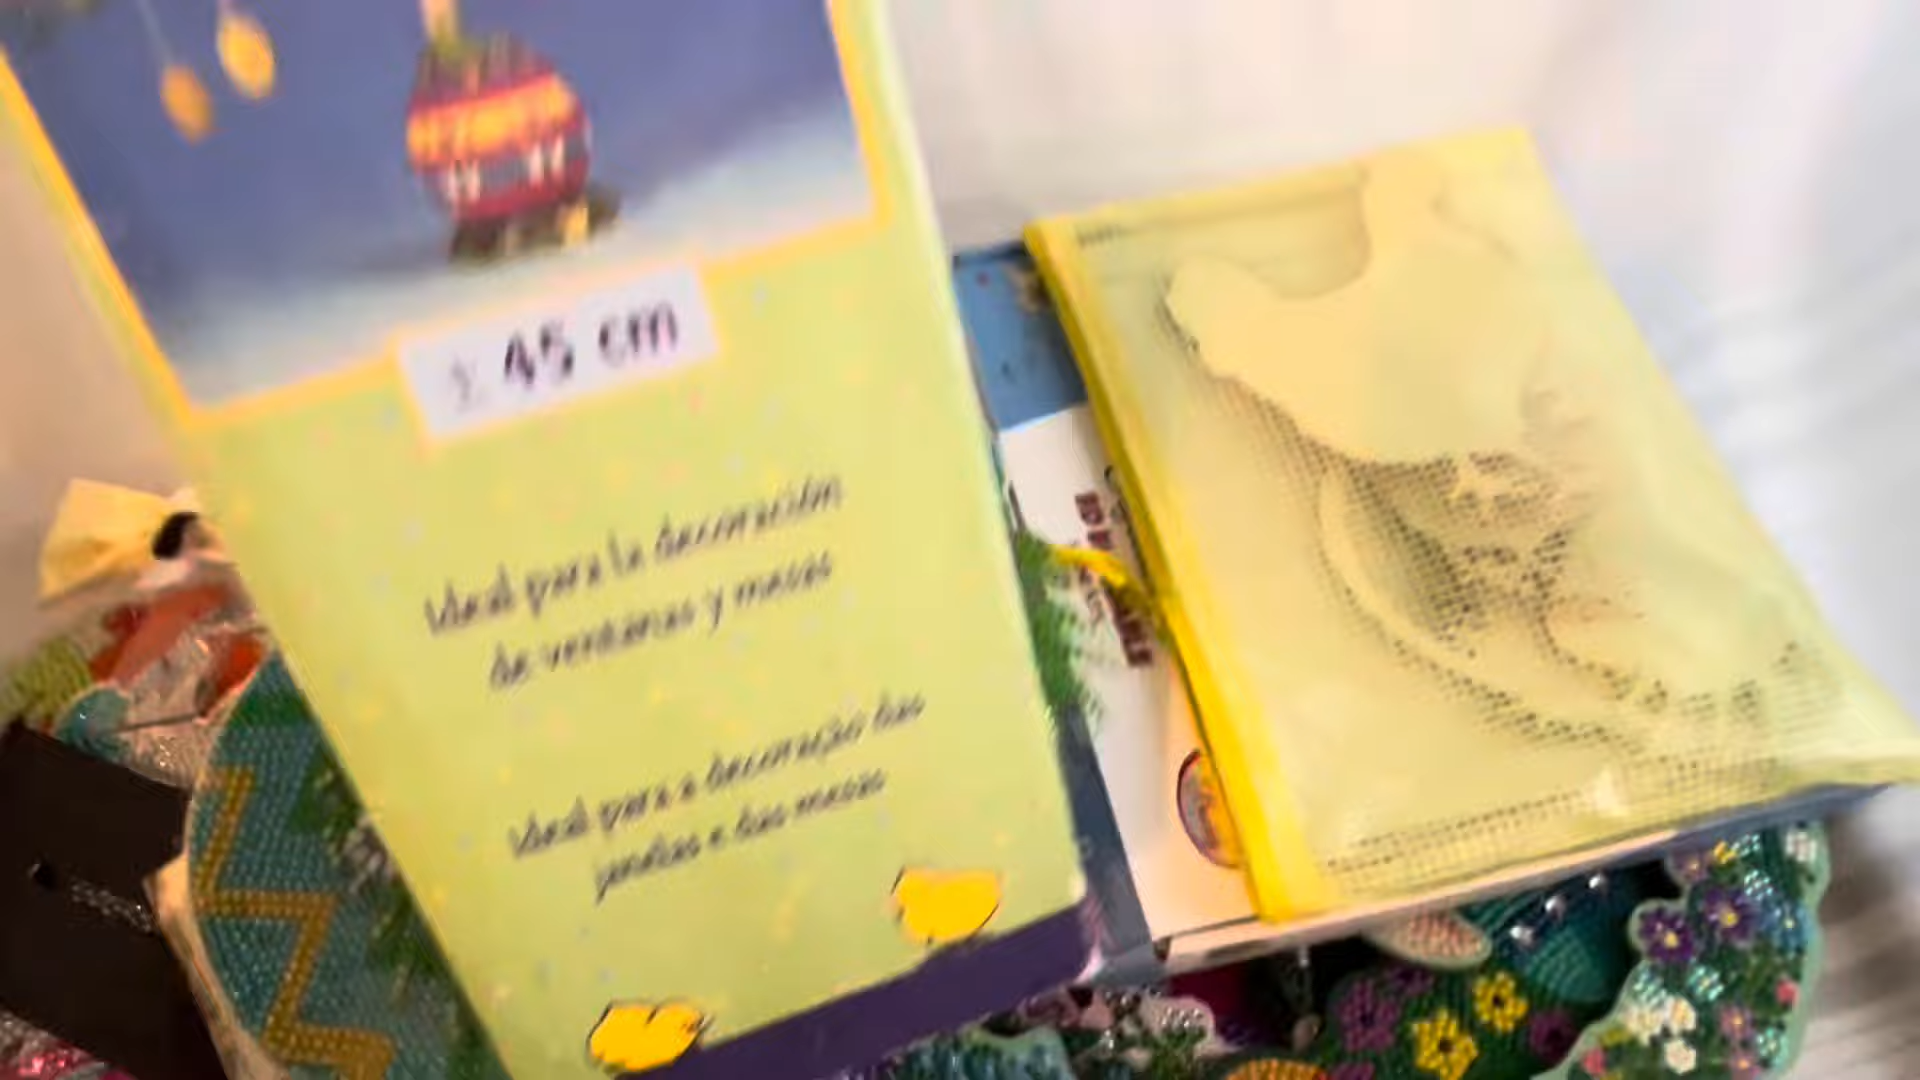 45 cm
Ideal para la decoración
de ventanas y mesas
Ideal para a decoração das
janelas e das mesas